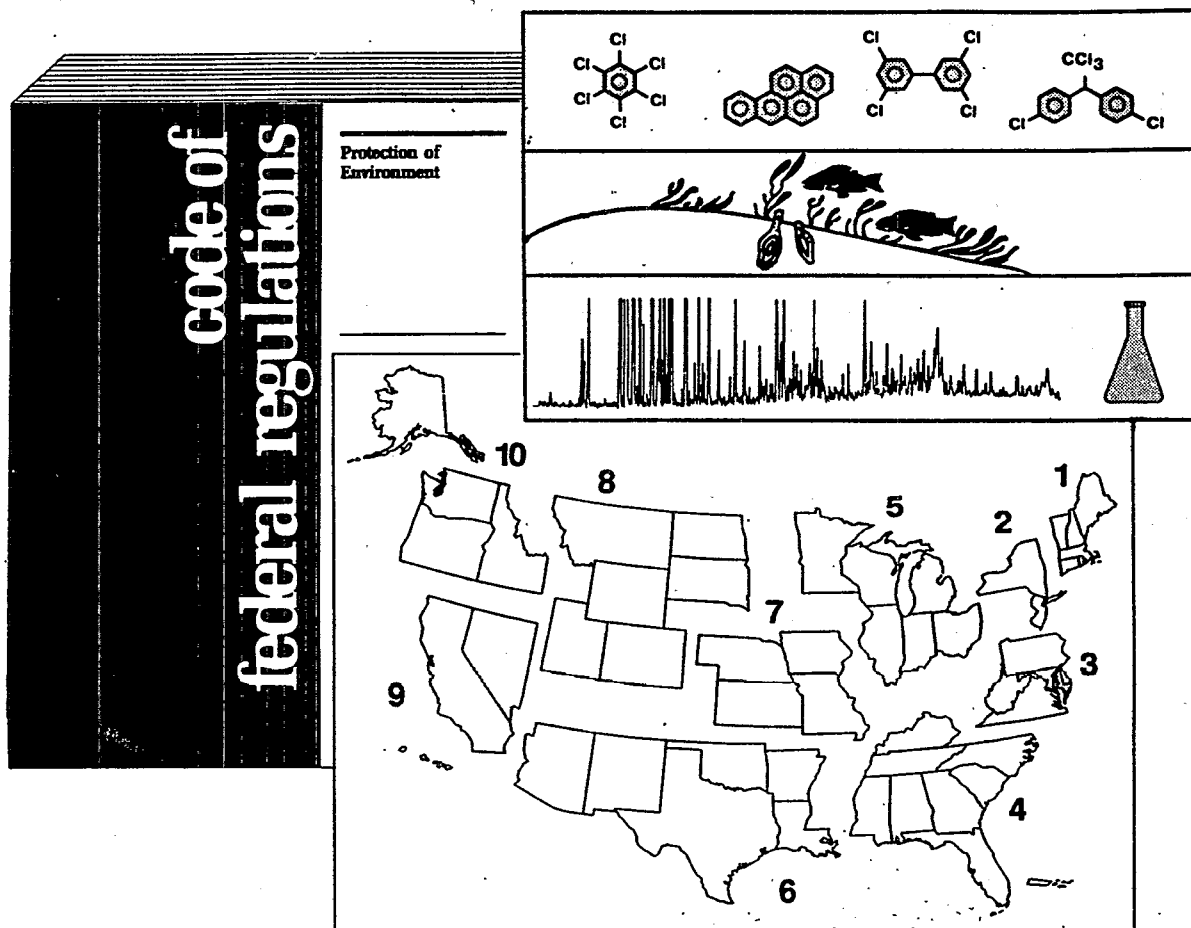 code of
federal regulations
Protection of
Environment
Cl
Cl
Cl
Cl
Cl
Cl
Cl
Cl
Cl
Cl
CCl3
Cl
Cl
10
8
5
1
2
7
3
9
4
6